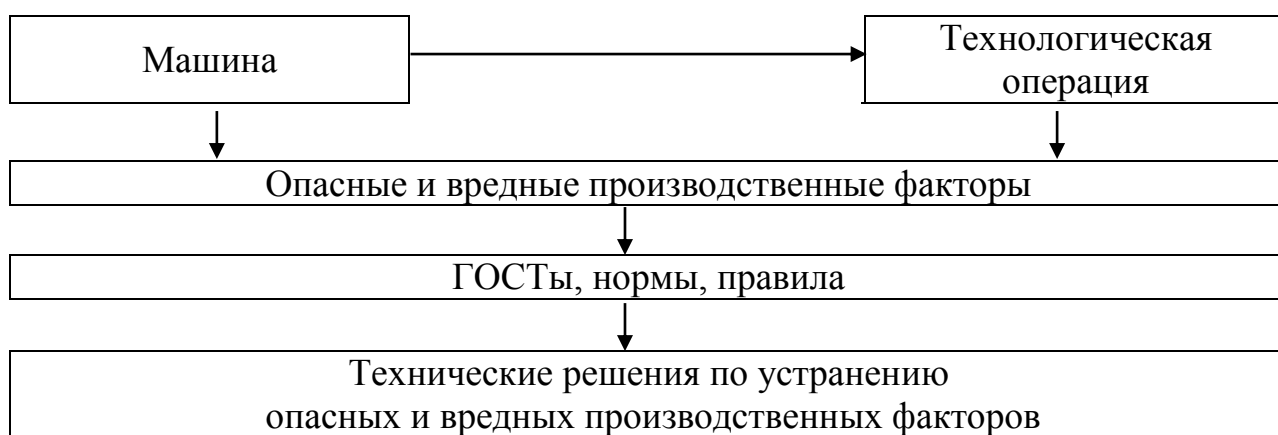 Машина
Технологическая
операция
Опасные и вредные производственные факторы
ГОСТы, нормы, правила
Технические решения по устранению
опасных и вредных производственных факторов